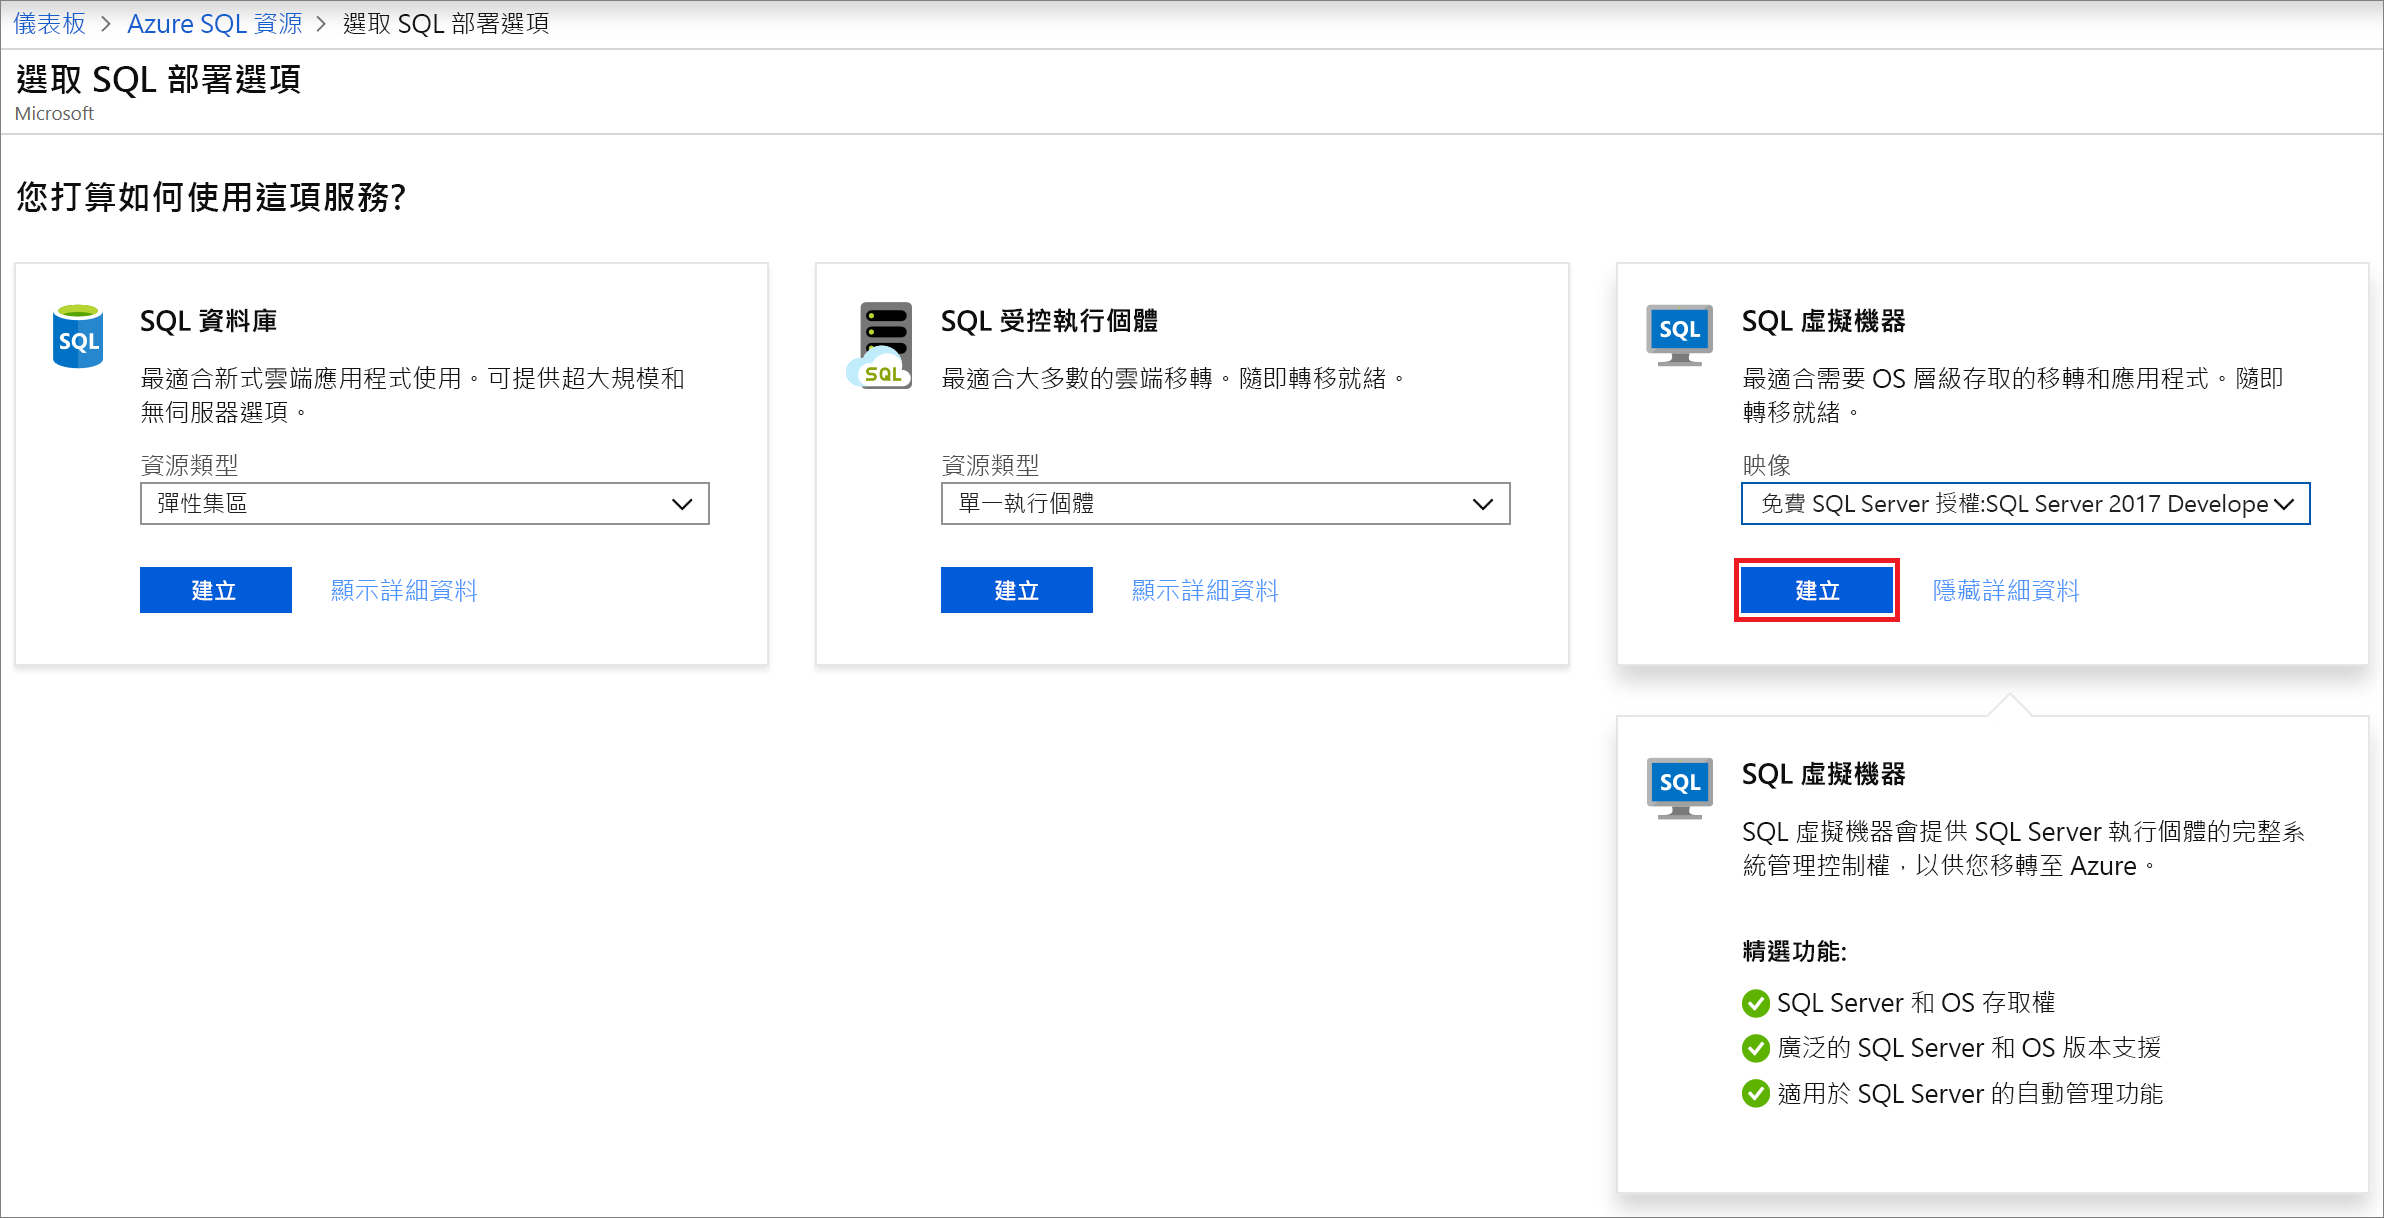 儀表板 > Azure SQL 資源 > 選取 SQL 部署選項
選取 SQL 部署選項
Microsoft
您打算如何使用這項服務?
SQL
SQL 資料庫
最適合新式雲端應用程式使用。可提供超大規模和
無伺服器選項。
資源類型
彈性集區
建立
顯示詳細資料
SQL
SQL 受控執行個體
最適合大多數的雲端移轉。隨即轉移就緒。
資源類型
單一執行個體
建立
顯示詳細資料
SQL
SQL 虛擬機器
最適合需要 OS 層級存取的移轉和應用程式。隨即
轉移就緒。
映像
免費 SQL Server 授權:SQL Server 2017 Develope
建立
隱藏詳細資料
SQL
SQL 虛擬機器
SQL 虛擬機器會提供 SQL Server 執行個體的完整系
統管理控制權，以供您移轉至 Azure。
精選功能:
SQL Server 和 OS 存取權
廣泛的 SQL Server 和 OS 版本支援
適用於 SQL Server 的自動管理功能